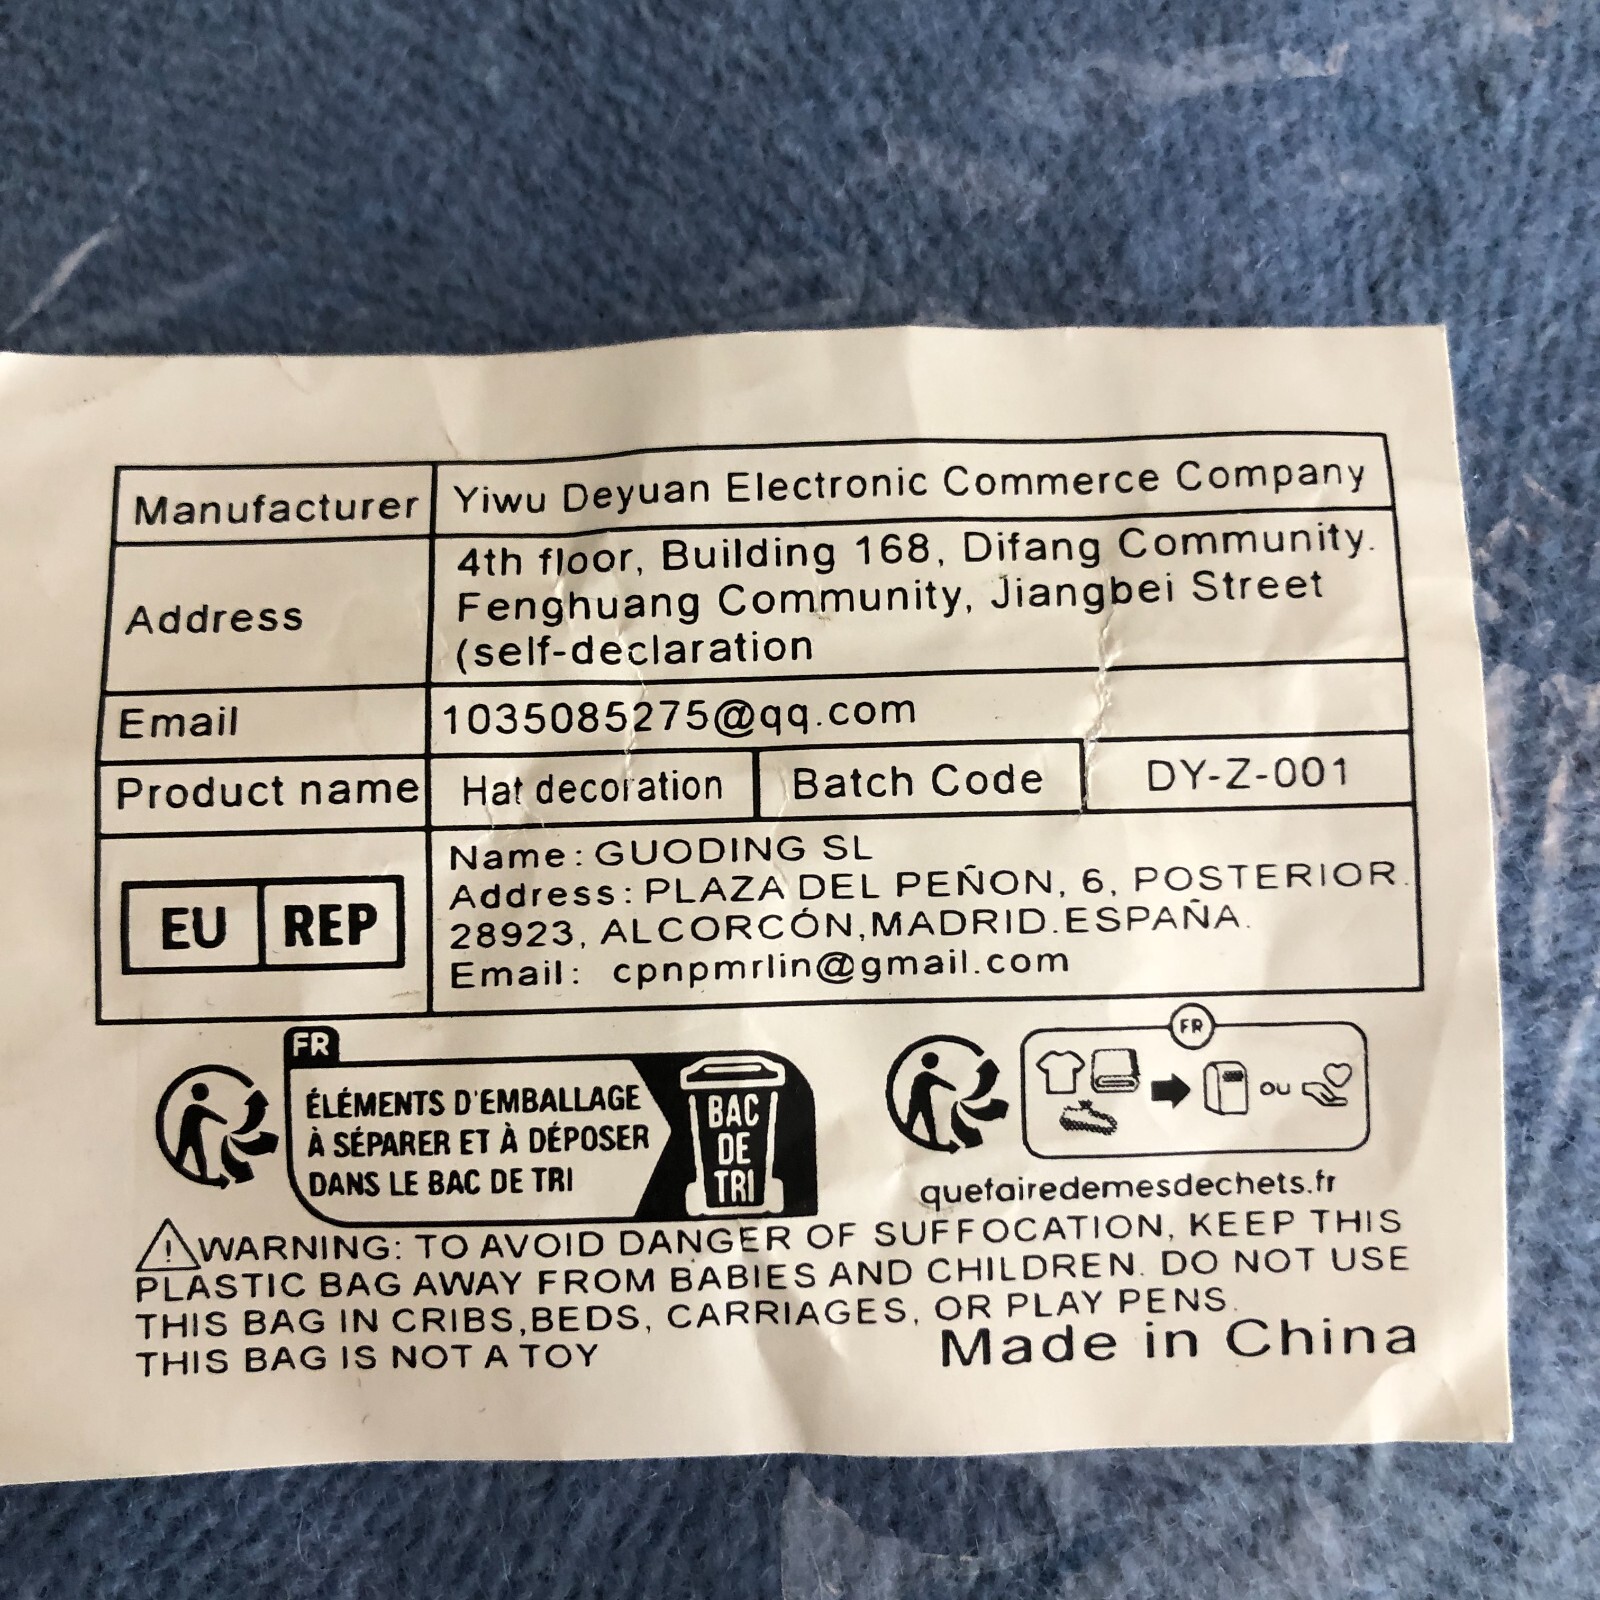 Manufacturer Yiwu Deyuan Electronic Commerce Company
Address
4th floor, Building 168, Difang Community.
Fenghuang Community, Jiangbei Street
(self-declaration
Email 1035085275@qq.com
Product name Hat decoration Batch Code DY-Z-001
EU REP
Name: GUODING SL
Address: PLAZA DEL PEÑON, 6, POSTERIOR.
28923, ALCORCÓN,MADRID.ESPAÑA.
Email: cpnpmrlin@gmail.com
FR
ÉLÉMENTS D'EMBALLAGE
À SÉPARER ET À DÉPOSER
DANS LE BAC DE TRI
BAC
DE
TRI
FR
OU
quefairedemesdechets.fr
WARNING: TO AVOID DANGER OF SUFFOCATION, KEEP THIS
PLASTIC BAG AWAY FROM BABIES AND CHILDREN. DO NOT USE
THIS BAG IN CRIBS,BEDS, CARRIAGES, OR PLAY PENS.
THIS BAG IS NOT A TOY
Made in China